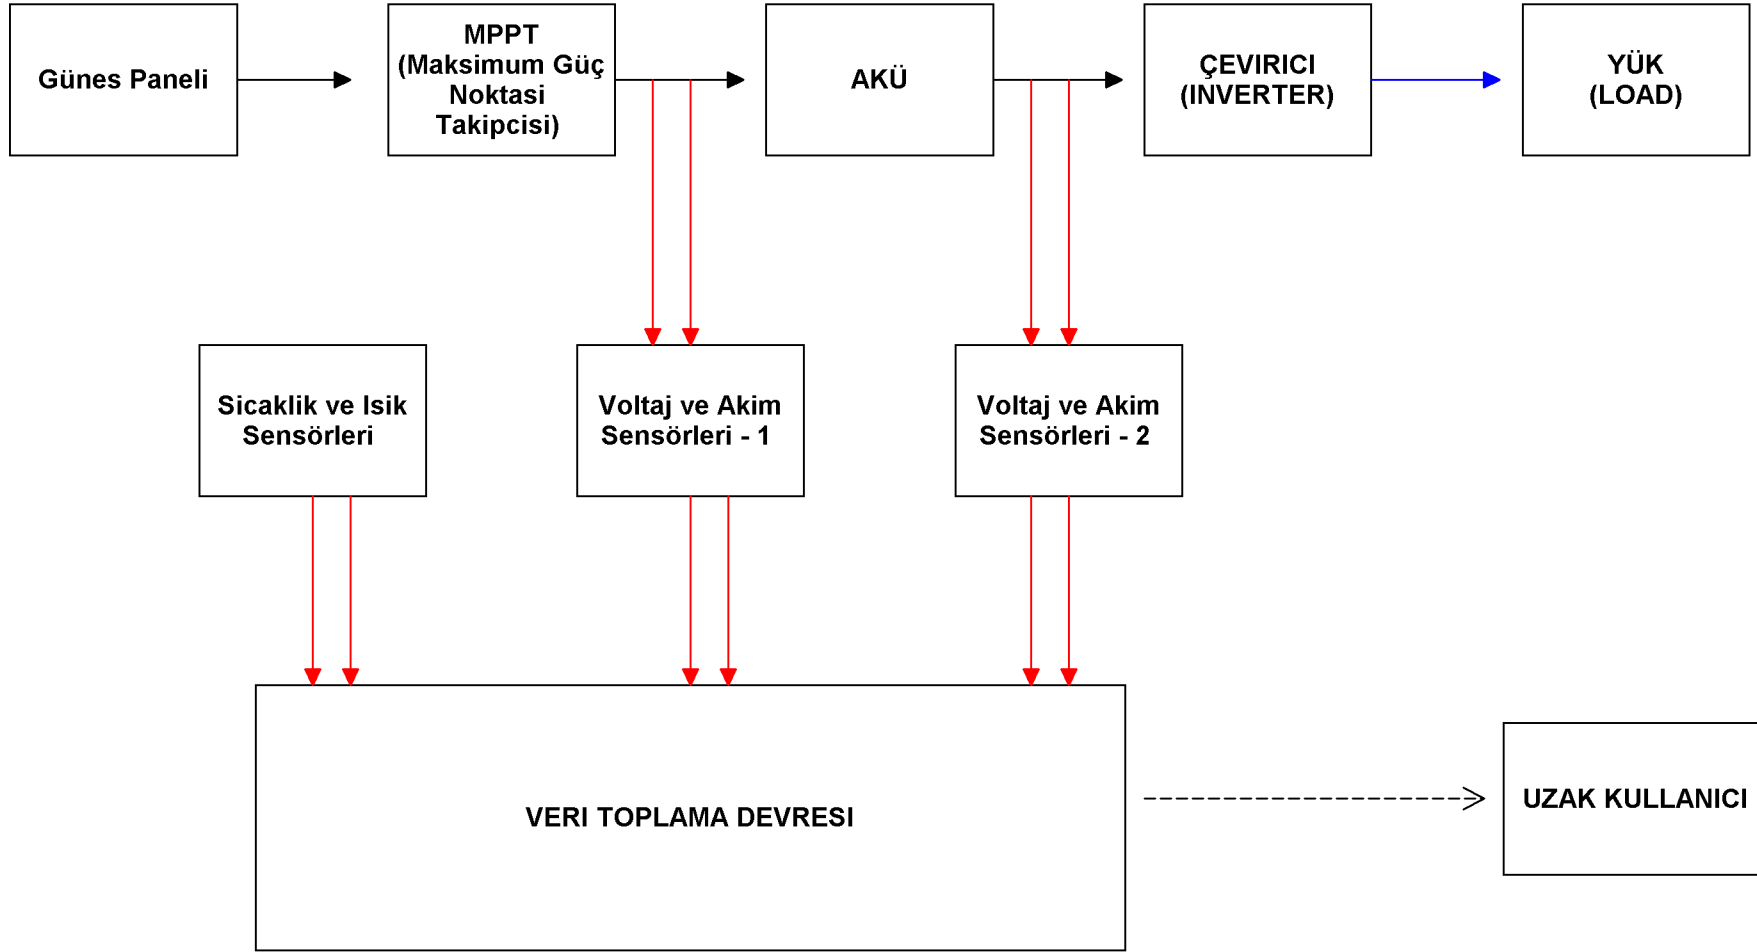 Günes Paneli
MPPT
(Maksimum Güç
Noktasi
Takipcisi)
AKÜ
ÇEVIRICI
(INVERTER)
YÜK
(LOAD)
Sicaklik ve Isik
Sensörleri
Voltaj ve Akim
Sensörleri - 1
Voltaj ve Akim
Sensörleri - 2
VERI TOPLAMA DEVRESI
UZAK KULLANICI